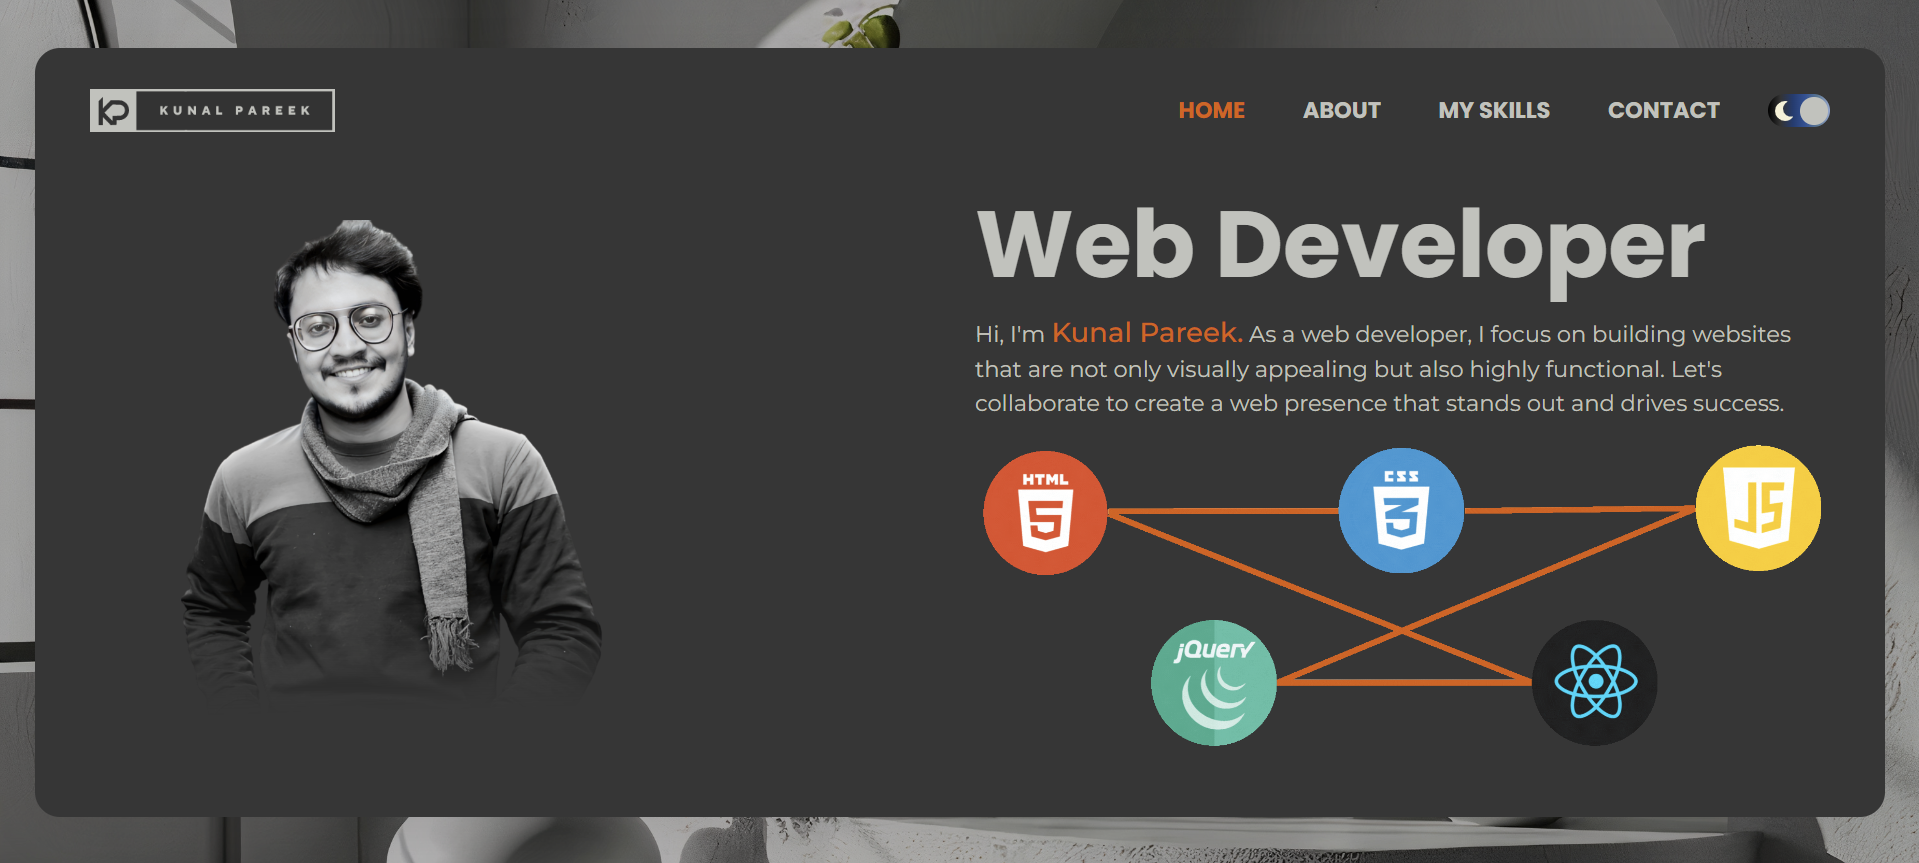 KP KUNAL PAREEK
HOME ABOUT MY SKILLS CONTACT
Web Developer
Hi, I'm Kunal Pareek. As a web developer, I focus on building websites
that are not only visually appealing but also highly functional. Let's
collaborate to create a web presence that stands out and drives success.
HTML
5
CSS
3
JS
jQuery